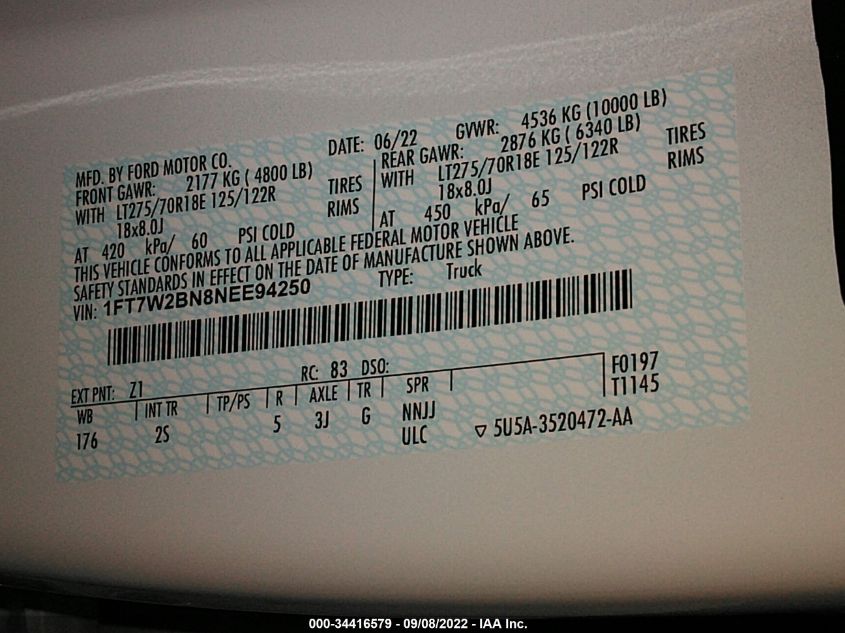 MFD. BY FORD MOTOR CO.
DATE: 06/22 GVWR: 4536 KG (10000 LB)
FRONT GAWR: 2177 KG ( 4800 LB)
REAR GAWR: 2876 KG ( 6340 LB)
WITH LT275/70R18E 125/122R TIRES
WITH LT275/70R18E 125/122R TIRES
18x8.0J RIMS
18x8.0J RIMS
AT 420 kPa/ 60 PSI COLD
AT 450 kPa/ 65 PSI COLD
THIS VEHICLE CONFORMS TO ALL APPLICABLE FEDERAL MOTOR VEHICLE
SAFETY STANDARDS IN EFFECT ON THE DATE OF MANUFACTURE SHOWN ABOVE.
VIN: 1FT7W2BN8NEE94250
TYPE: Truck
EXT PNT: Z1 RC: 83 DSO:
WB INT TR TP/PS R AXLE TR SPR
176 2S 5 3J G NNJJ
ULC
F0197
T1145
▽ 5U5A-3520472-AA
000-34416579 - 09/08/2022 - IAA Inc.